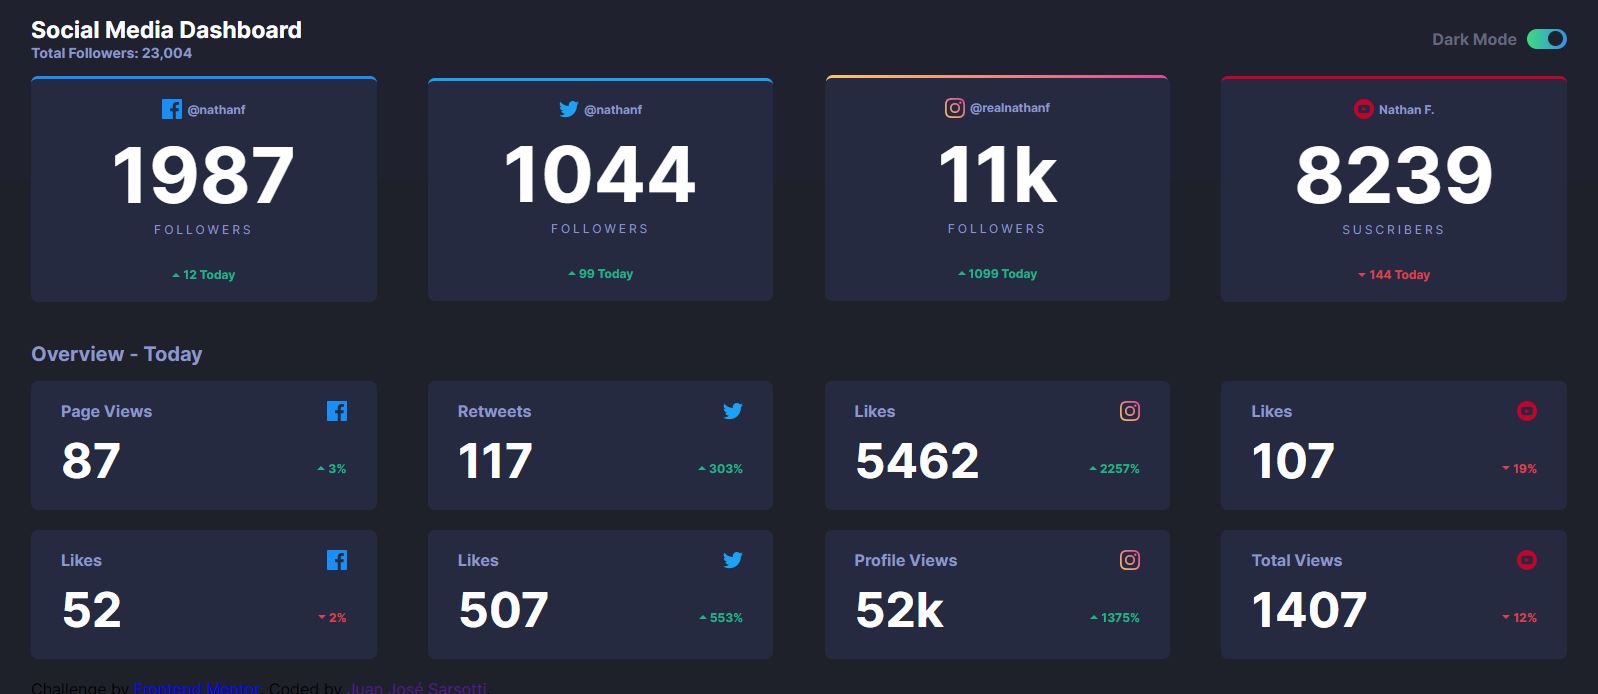 Social Media Dashboard
Total Followers: 23,004
Dark Mode
@nathanf
1987
FOLLOWERS
12 Today
@nathanf
1044
FOLLOWERS
99 Today
@realnathanf
11k
FOLLOWERS
1099 Today
Nathan F.
8239
SUSCRIBERS
144 Today
Overview - Today
Page Views
87
3%
Retweets
117
303%
Likes
5462
2257%
Likes
107
19%
Likes
52
2%
Likes
507
553%
Profile Views
52k
1375%
Total Views
1407
12%
Challenge by Frontend Mentor. Coded by Juan José Sarsotti.